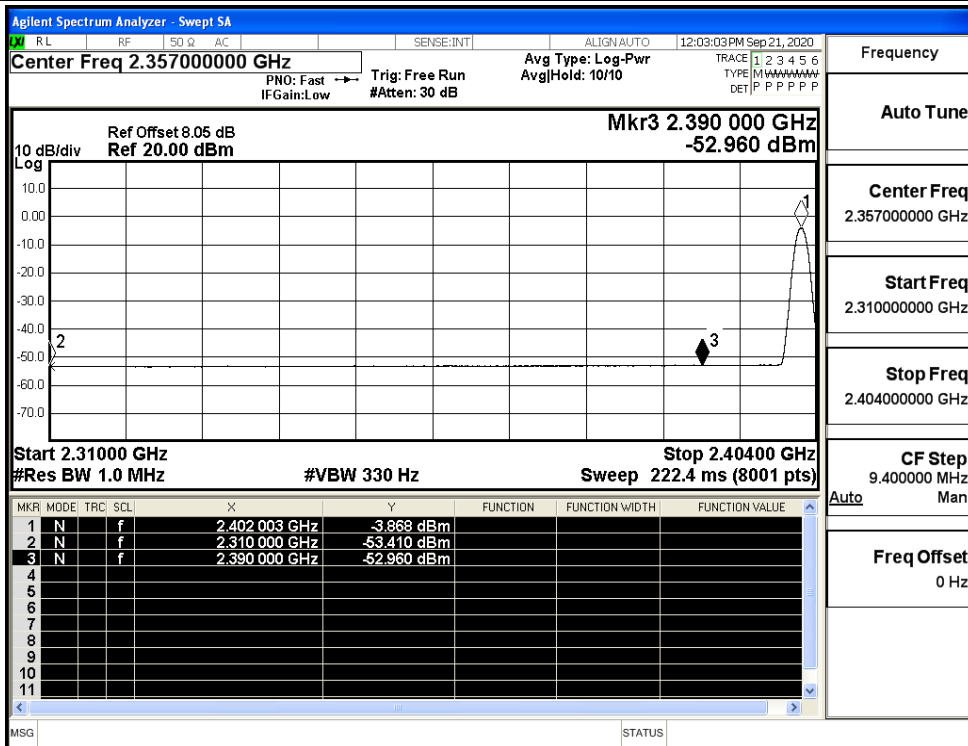 Agilent Spectrum Analyzer - Swept SA
LXI RL RF 50 Ω AC SENSE:INT ALIGN AUTO 12:03:03 PM Sep 21, 2020
Center Freq 2.357000000 GHz
PNO: Fast
IFGain:Low
Trig: Free Run
#Atten: 30 dB
Avg Type: Log-Pwr
Avg|Hold: 10/10
TRACE 1 2 3 4 5 6
TYPE M
DET P P P P P P
Ref Offset 8.05 dB
10 dB/div Ref 20.00 dBm
Log
Mkr3 2.390 000 GHz
-52.960 dBm
10.0
0.00
-10.0
-20.0
-30.0
-40.0
-50.0
-60.0
-70.0
1
2
3
Start 2.31000 GHz Stop 2.40400 GHz
#Res BW 1.0 MHz #VBW 330 Hz Sweep 222.4 ms (8001 pts)
MKR MODE TRC SCL X Y FUNCTION FUNCTION WIDTH FUNCTION VALUE
1 N f 2.402 003 GHz -3.868 dBm
2 N f 2.310 000 GHz -53.410 dBm
3 N f 2.390 000 GHz -52.960 dBm
4
5
6
7
8
9
10
11
MSG STATUS
Frequency
Auto Tune
Center Freq
2.357000000 GHz
Start Freq
2.310000000 GHz
Stop Freq
2.404000000 GHz
CF Step
9.400000 MHz
Auto Man
Freq Offset
0 Hz